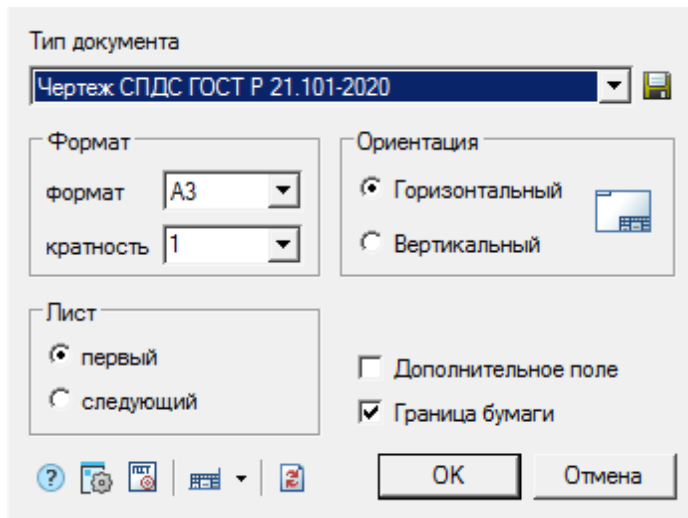 Тип документа
Чертеж СПДС ГОСТ Р 21.101-2020
Формат
формат А3
кратность 1
Ориентация
Горизонтальный
Вертикальный
Лист
первый
следующий
Дополнительное поле
Граница бумаги
OK Отмена